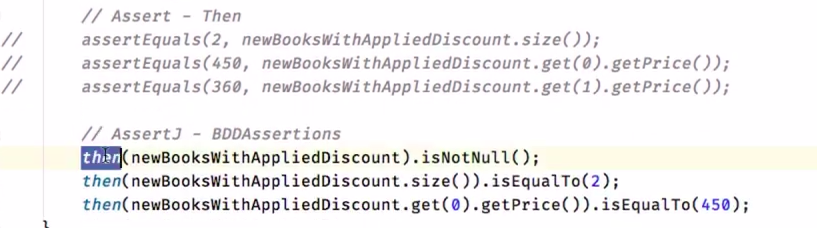 // Assert - Then
// assertEquals(2, newBooksWithAppliedDiscount.size());
// assertEquals(450, newBooksWithAppliedDiscount.get(0).getPrice());
// assertEquals(360, newBooksWithAppliedDiscount.get(1).getPrice());
// AssertJ - BDDAssertions
then(newBooksWithAppliedDiscount).isNotNull();
then(newBooksWithAppliedDiscount.size()).isEqualTo(2);
then(newBooksWithAppliedDiscount.get(0).getPrice()).isEqualTo(450);
}